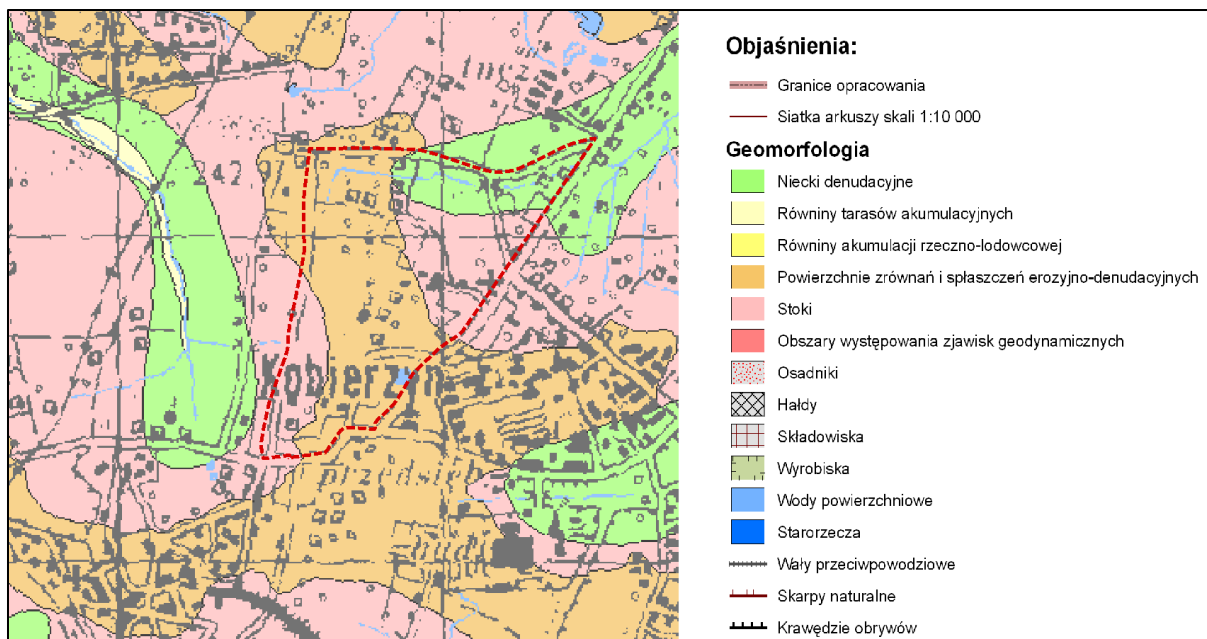 Objaśnienia:
Granice opracowania
Siatka arkuszy skali 1:10 000
Geomorfologia
Niecki denudacyjne
Równiny tarasów akumulacyjnych
Równiny akumulacji rzeczno-lodowcowej
Powierzchnie zrównań i spłaszczeń erozyjno-denudacyjnych
Stoki
Obszary występowania zjawisk geodynamicznych
Osadniki
Hałdy
Składowiska
Wyrobiska
Wody powierzchniowe
Starorzecza
Wały przeciwpowodziowe
Skarpy naturalne
Krawędzie obrywów
Kobierzyn